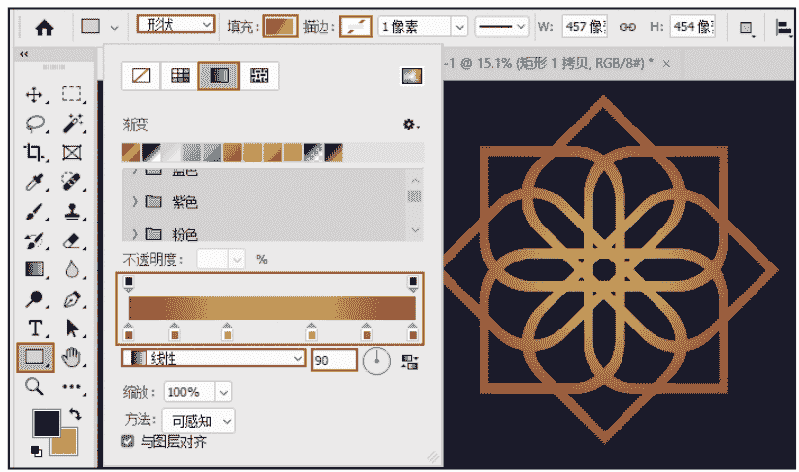 形状 填充: 描边: 1 像素 W: 457 像 H: 454 像
-1 @ 15.1% (矩形 1 拷贝, RGB/8#) * ×
渐变
蓝色
紫色
粉色
不透明度: %
线性 90
缩放: 100%
方法: 可感知
与图层对齐
T